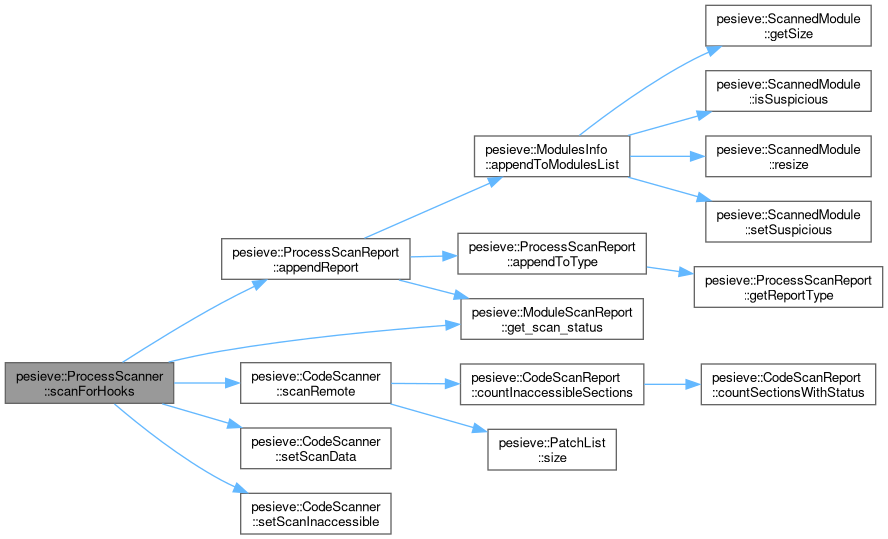 pesieve::ScannedModule
::getSize
pesieve::ScannedModule
::isSuspicious
pesieve::ModulesInfo
::appendToModulesList
pesieve::ScannedModule
::resize
pesieve::ScannedModule
::setSuspicious
pesieve::ProcessScanReport
::appendReport
pesieve::ProcessScanReport
::appendToType
pesieve::ProcessScanReport
::getReportType
pesieve::ModuleScanReport
::get_scan_status
pesieve::ProcessScanner
::scanForHooks
pesieve::CodeScanner
::scanRemote
pesieve::CodeScanReport
::countInaccessibleSections
pesieve::CodeScanReport
::countSectionsWithStatus
pesieve::CodeScanner
::setScanData
pesieve::PatchList
::size
pesieve::CodeScanner
::setScanInaccessible